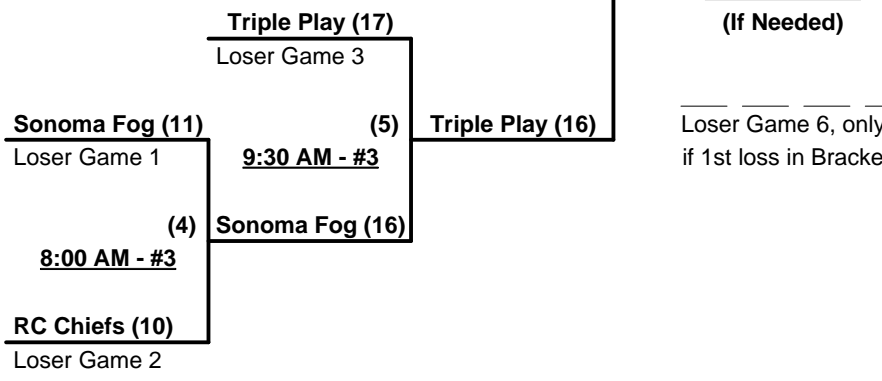 Triple Play (17)
(If Needed)
Loser Game 3
Sonoma Fog (11)
(5)
Triple Play (16)
Loser Game 6, only
Loser Game 1
9:30 AM - #3
if 1st loss in Bracke
(4)
Sonoma Fog (16)
8:00 AM - #3
RC Chiefs (10)
Loser Game 2